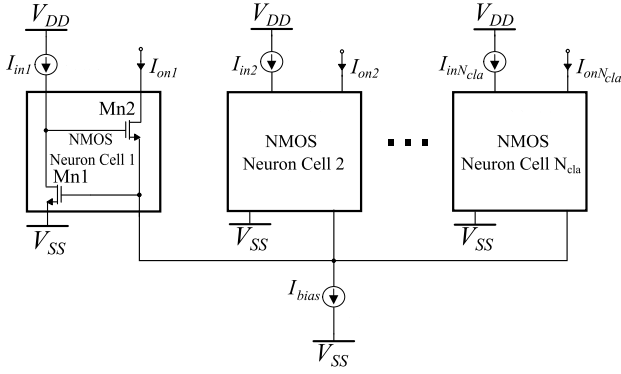 V_DD
V_DD
V_DD
I_in1
I_on1
I_in2
I_on2
I_inN_cla
I_onN_cla
Mn2
NMOS
Neuron Cell 1
Mn1
NMOS
Neuron Cell 2
NMOS
Neuron Cell N_cla
V_SS
V_SS
V_SS
I_bias
V_SS